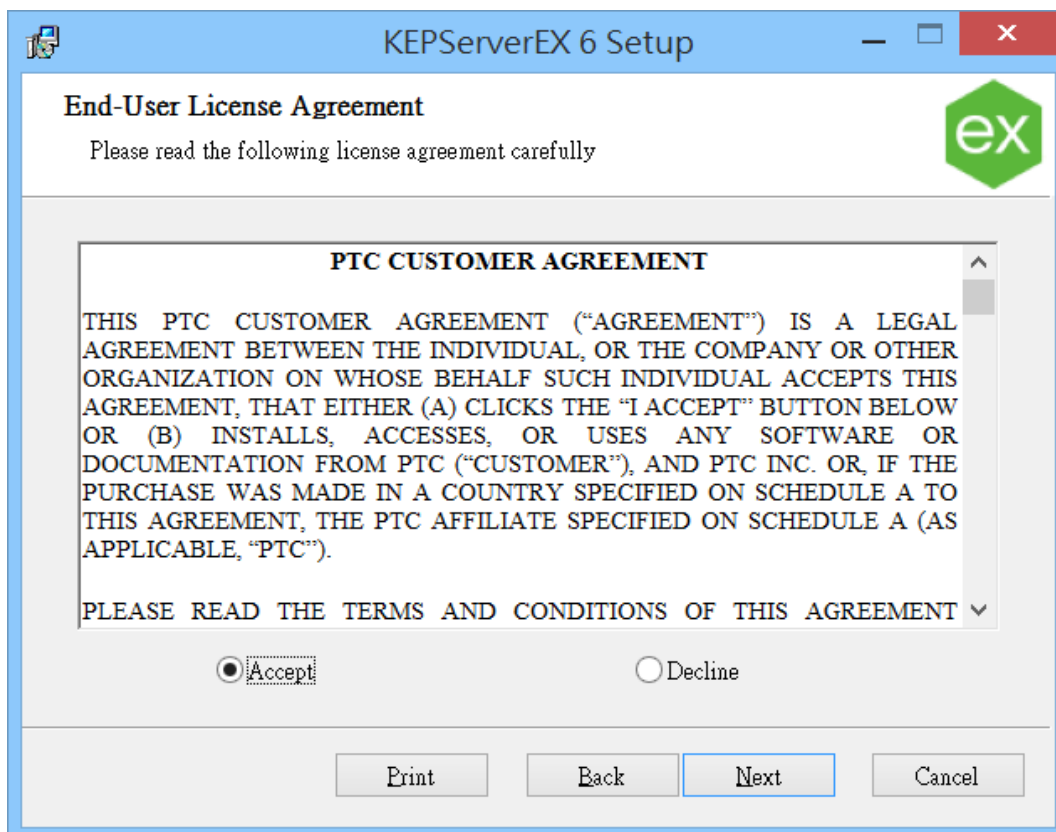 KEPServerEX 6 Setup
End-User License Agreement
Please read the following license agreement carefully
ex
PTC CUSTOMER AGREEMENT
THIS PTC CUSTOMER AGREEMENT (“AGREEMENT”) IS A LEGAL
AGREEMENT BETWEEN THE INDIVIDUAL, OR THE COMPANY OR OTHER
ORGANIZATION ON WHOSE BEHALF SUCH INDIVIDUAL ACCEPTS THIS
AGREEMENT, THAT EITHER (A) CLICKS THE “I ACCEPT” BUTTON BELOW
OR (B) INSTALLS, ACCESSES, OR USES ANY SOFTWARE OR
DOCUMENTATION FROM PTC (“CUSTOMER”), AND PTC INC. OR, IF THE
PURCHASE WAS MADE IN A COUNTRY SPECIFIED ON SCHEDULE A TO
THIS AGREEMENT, THE PTC AFFILIATE SPECIFIED ON SCHEDULE A (AS
APPLICABLE, “PTC”).
PLEASE READ THE TERMS AND CONDITIONS OF THIS AGREEMENT
Accept
Decline
Print
Back
Next
Cancel